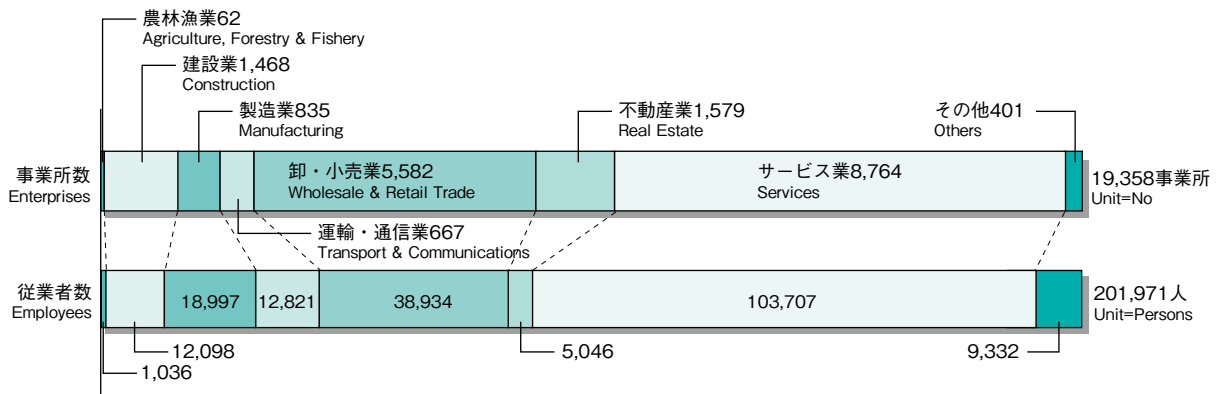 農林漁業62
Agriculture, Forestry & Fishery
建設業1,468
Construction
製造業835
Manufacturing
不動産業1,579
Real Estate
その他401
Others
事業所数
Enterprises
卸・小売業5,582
Wholesale & Retail Trade
サービス業8,764
Services
19,358事業所
Unit=No
運輸・通信業667
Transport & Communications
従業者数
Employees
18,997
12,821
38,934
103,707
201,971人
Unit=Persons
12,098
5,046
9,332
1,036